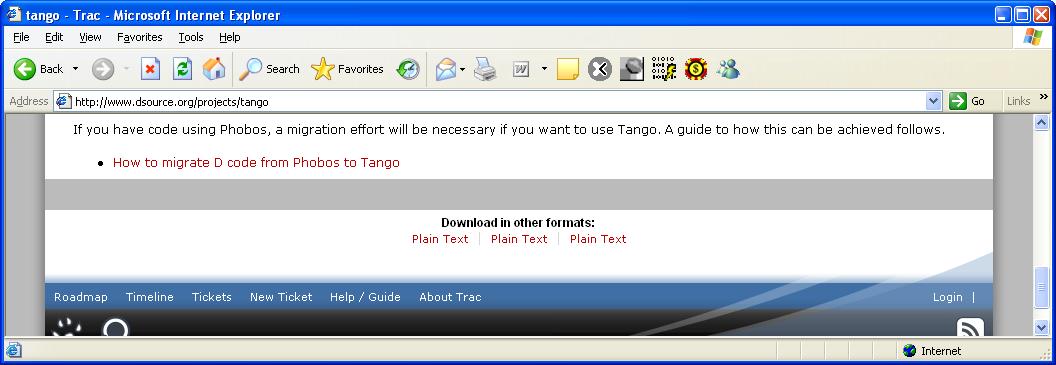 tango - Trac - Microsoft Internet Explorer
File Edit View Favorites Tools Help
Back Search Favorites
Address http://www.dsource.org/projects/tango Go Links »
If you have code using Phobos, a migration effort will be necessary if you want to use Tango. A guide to how this can be achieved follows.
• How to migrate D code from Phobos to Tango
Download in other formats:
Plain Text | Plain Text | Plain Text
Roadmap Timeline Tickets New Ticket Help / Guide About Trac Login |
Internet